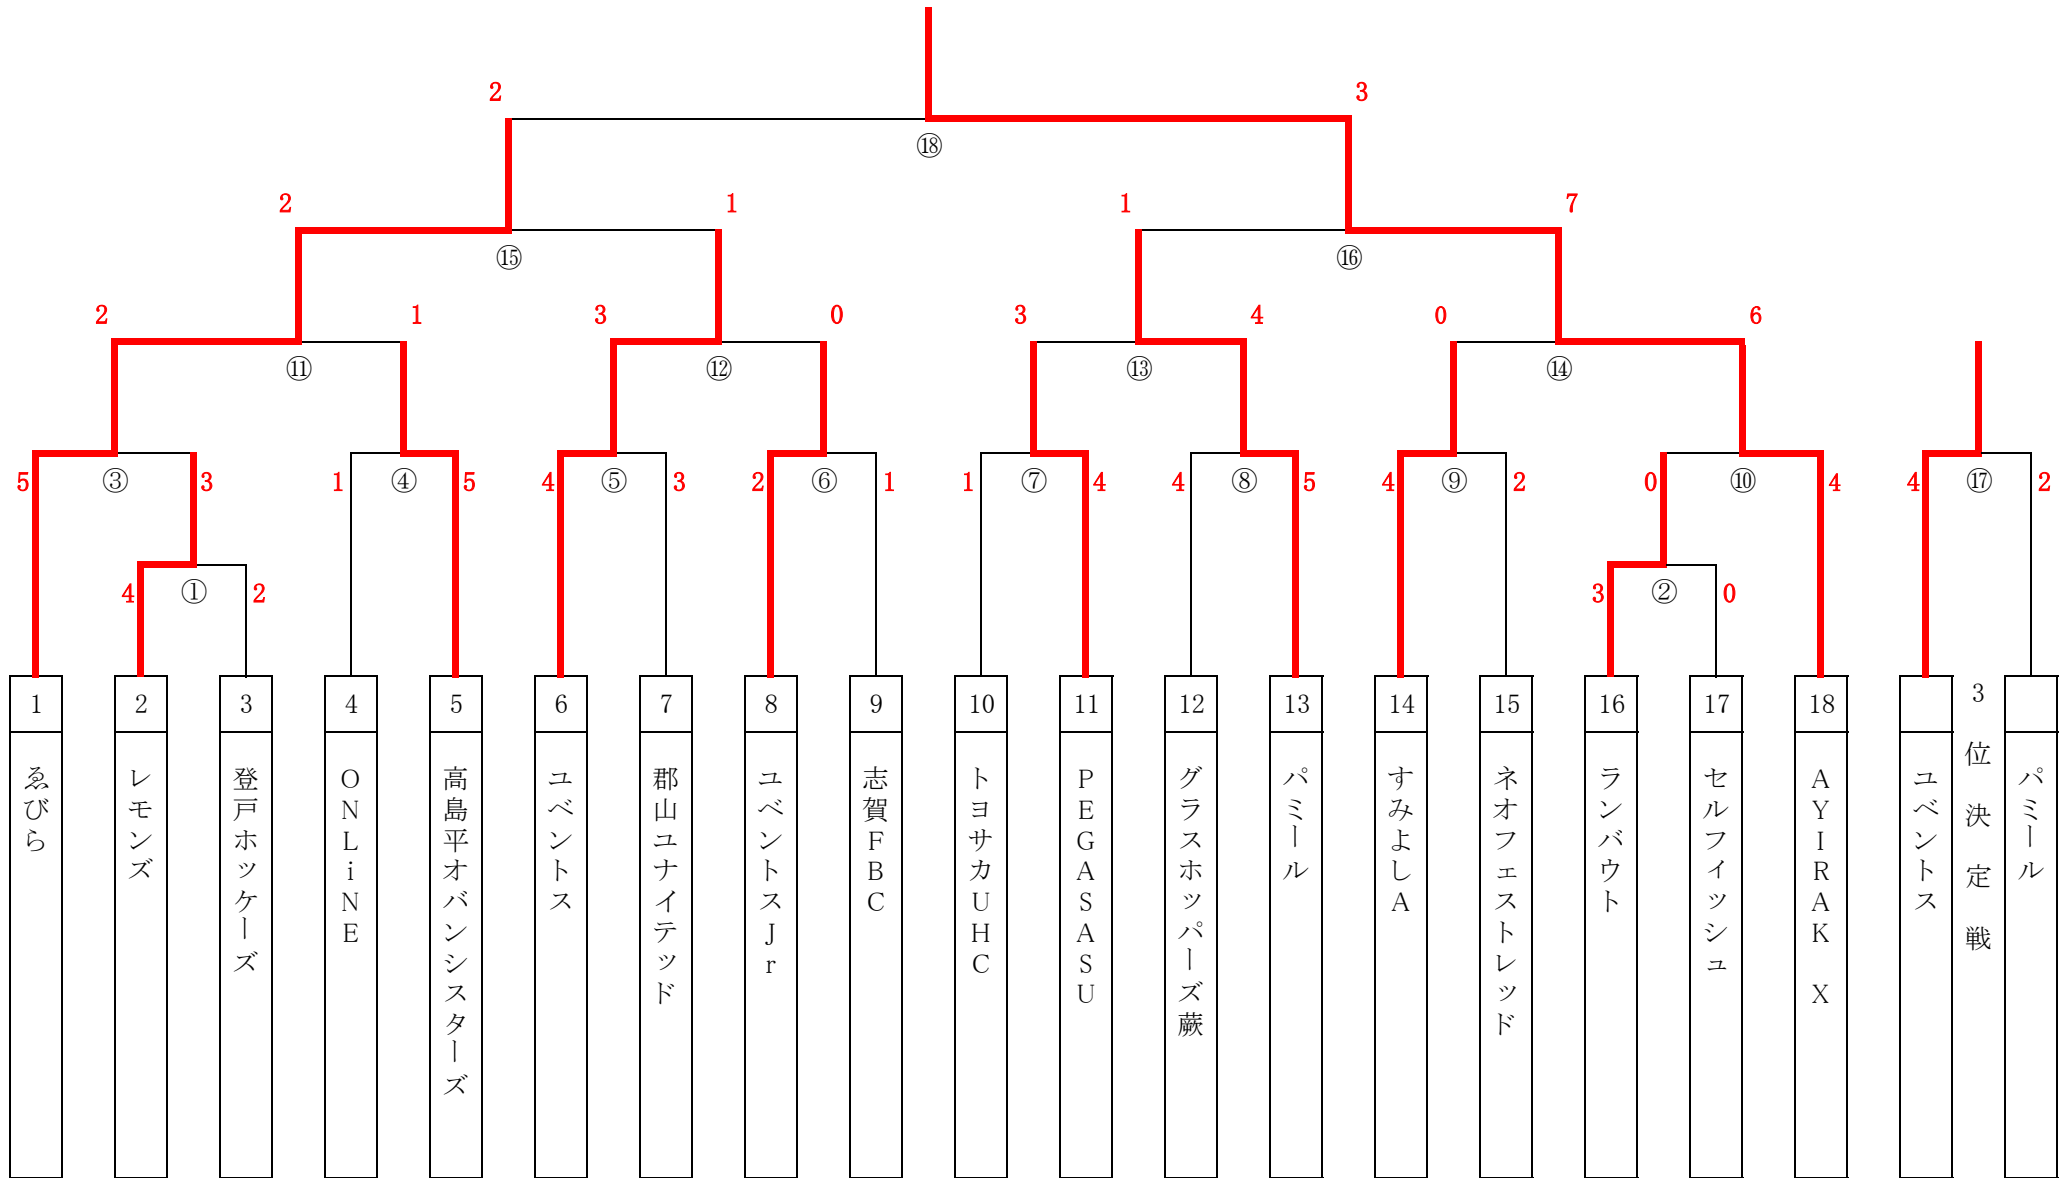 2 3
⑱
2 1 1 7
⑮ ⑯
2 1 3 0 3 4 0 6
⑪ ⑫ ⑬ ⑭
5 ③ 3 1 ④ 5 4 ⑤ 3 2 ⑥ 1 1 ⑦ 4 4 ⑧ 5 4 ⑨ 2 0 ⑩ 4 4 ⑰ 2
4 ① 2 3 ② 0
1 2 3 4 5 6 7 8 9 10 11 12 13 14 15 16 17 18
ゑびら
レモンズ
登戸ホッケーズ
ONLiNE
高島平オバンシスターズ
ユベントス
郡山ユナイテッド
ユベントスJr
志賀FBC
トヨサカUHC
PEGASASU
グラスホッパーズ蕨
パミール
すみよしA
ネオフェストレッド
ランバウト
セルフィッシュ
AYIRAK X
ユベントス
3位決定戦
パミール